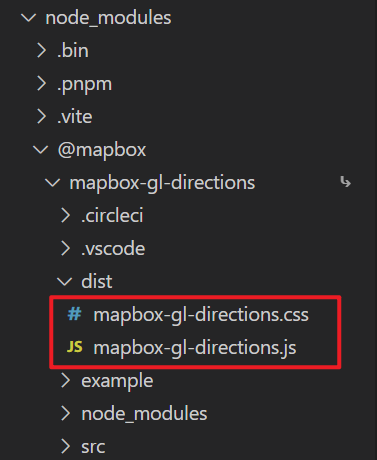 node_modules
.bin
.pnpm
.vite
@mapbox
mapbox-gl-directions
.circleci
.vscode
dist
# mapbox-gl-directions.css
JS mapbox-gl-directions.js
example
node_modules
src